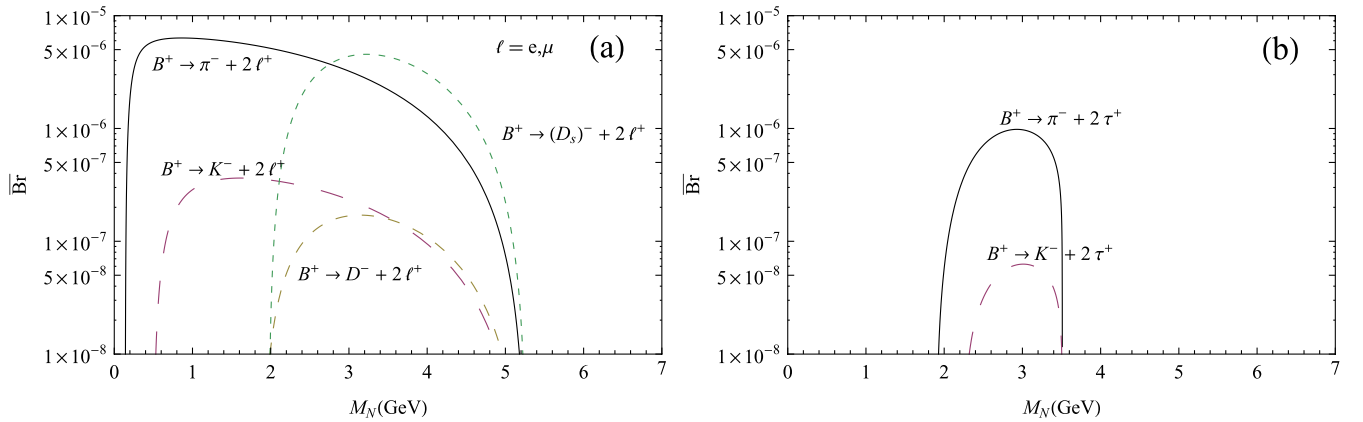 1×10⁻⁵
5×10⁻⁶
1×10⁻⁶
5×10⁻⁷
1×10⁻⁷
5×10⁻⁸
1×10⁻⁸
B̅r̅
ℓ = e,μ
(a)
B⁺ → π⁻ + 2 ℓ⁺
B⁺ → (Dₛ)⁻ + 2 ℓ⁺
B⁺ → K⁻ + 2 ℓ⁺
B⁺ → D⁻ + 2 ℓ⁺
0 1 2 3 4 5 6 7
M_N(GeV)
1×10⁻⁵
5×10⁻⁶
1×10⁻⁶
5×10⁻⁷
1×10⁻⁷
5×10⁻⁸
1×10⁻⁸
B̅r̅
(b)
B⁺ → π⁻ + 2 τ⁺
B⁺ → K⁻ + 2 τ⁺
0 1 2 3 4 5 6 7
M_N(GeV)